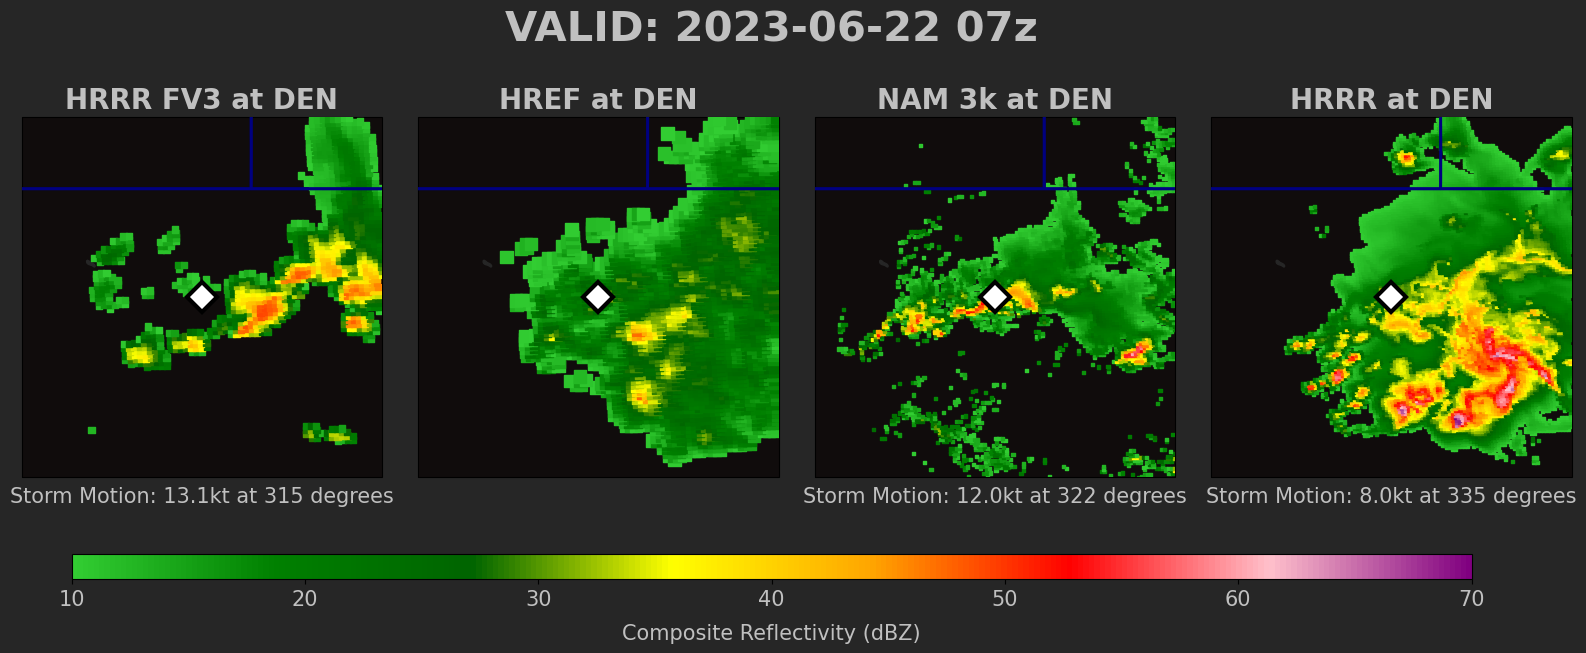 VALID: 2023-06-22 07z
HRRR FV3 at DEN
HREF at DEN
NAM 3k at DEN
HRRR at DEN
Storm Motion: 13.1kt at 315 degrees
Storm Motion: 12.0kt at 322 degrees
Storm Motion: 8.0kt at 335 degrees
10 20 30 40 50 60 70
Composite Reflectivity (dBZ)